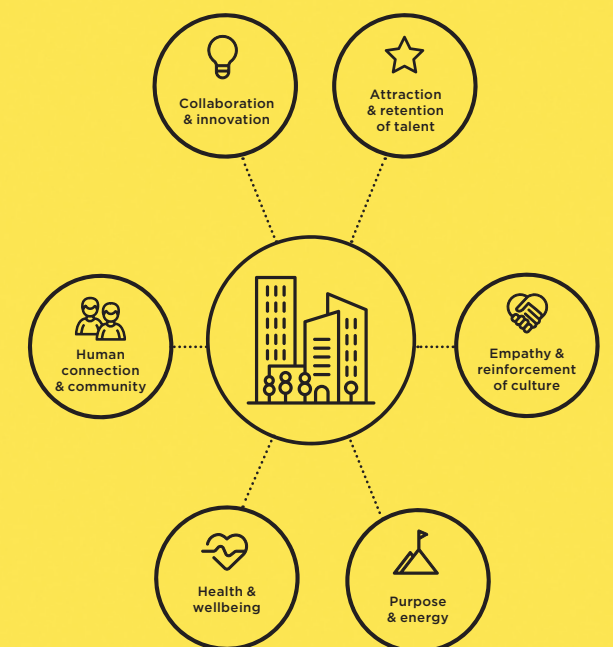 Collaboration
& innovation
Attraction
& retention
of talent
Human
connection
& community
Empathy &
reinforcement
of culture
Health &
wellbeing
Purpose
& energy